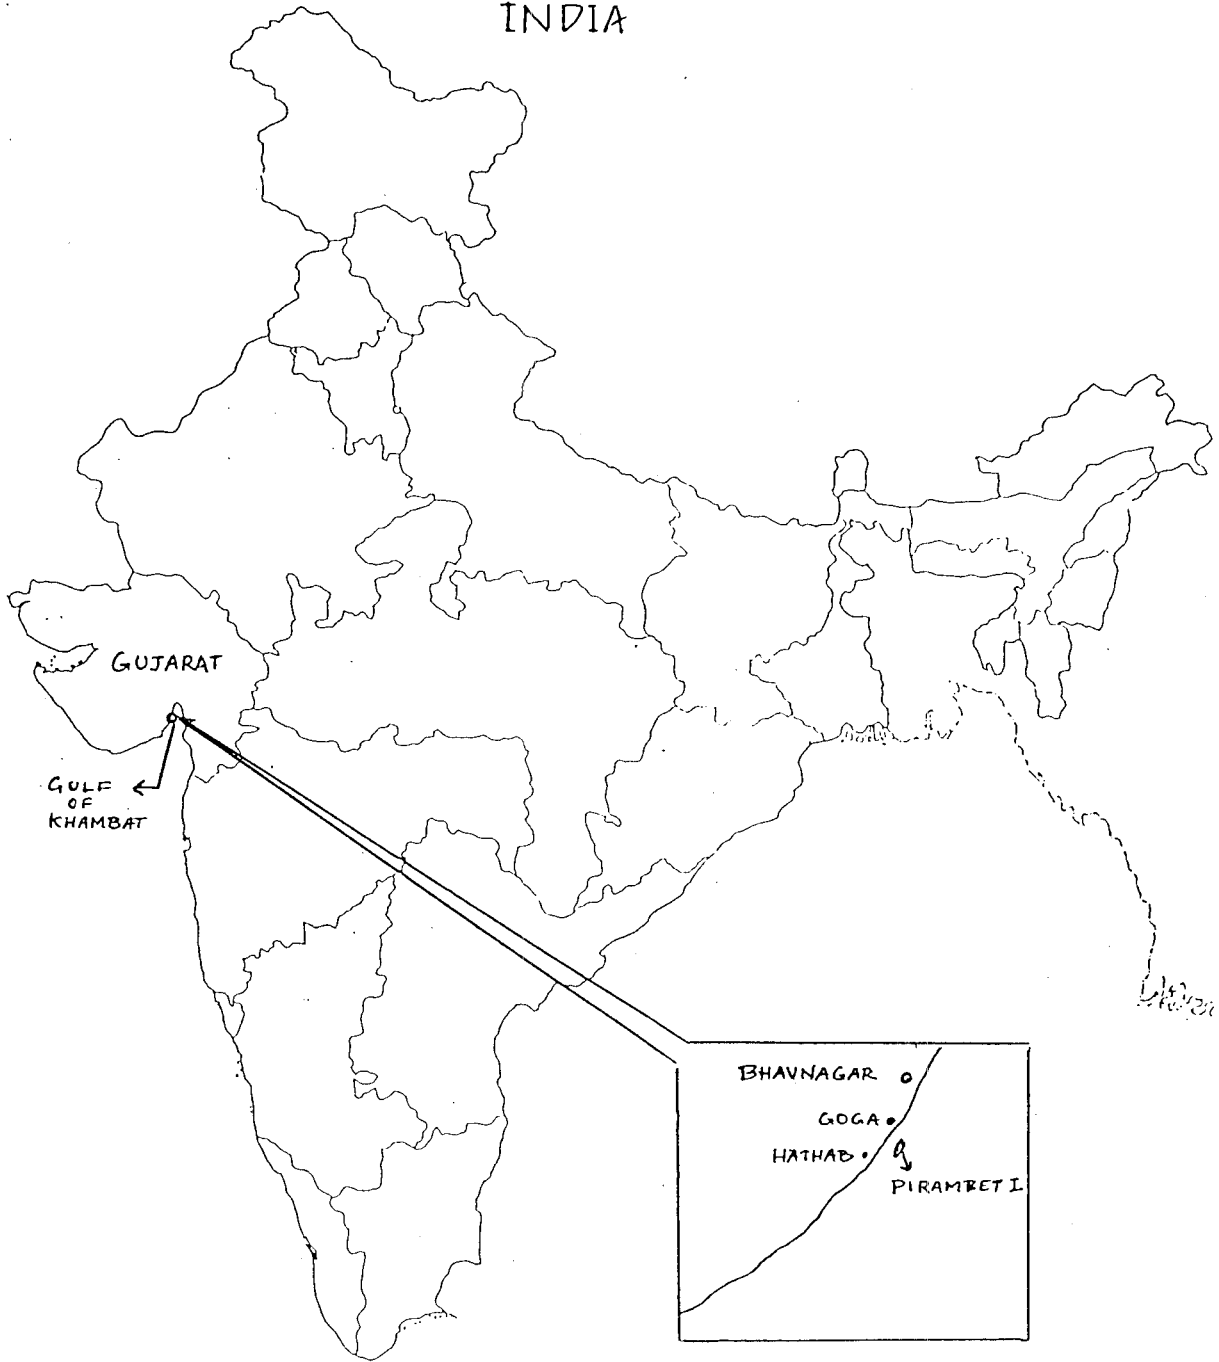 INDIA
GUJARAT
GULF
OF
KHAMBAT
BHAVNAGAR
GOGA
HATHAB
PIRAMBET I